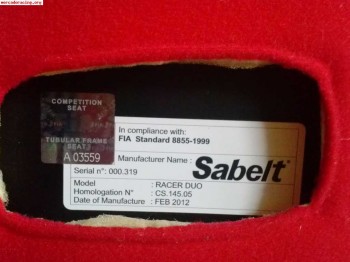 www.mercadoracing.org
COMPETITION
SEAT
TUBULAR FRAME
SEAT
A 03559
In compliance with:
FIA Standard 8855-1999
Manufacturer Name :
Sabelt
Serial n° : 000.319
Model : RACER DUO
Homologation N° : CS.145.05
Date of Manufacture : FEB 2012